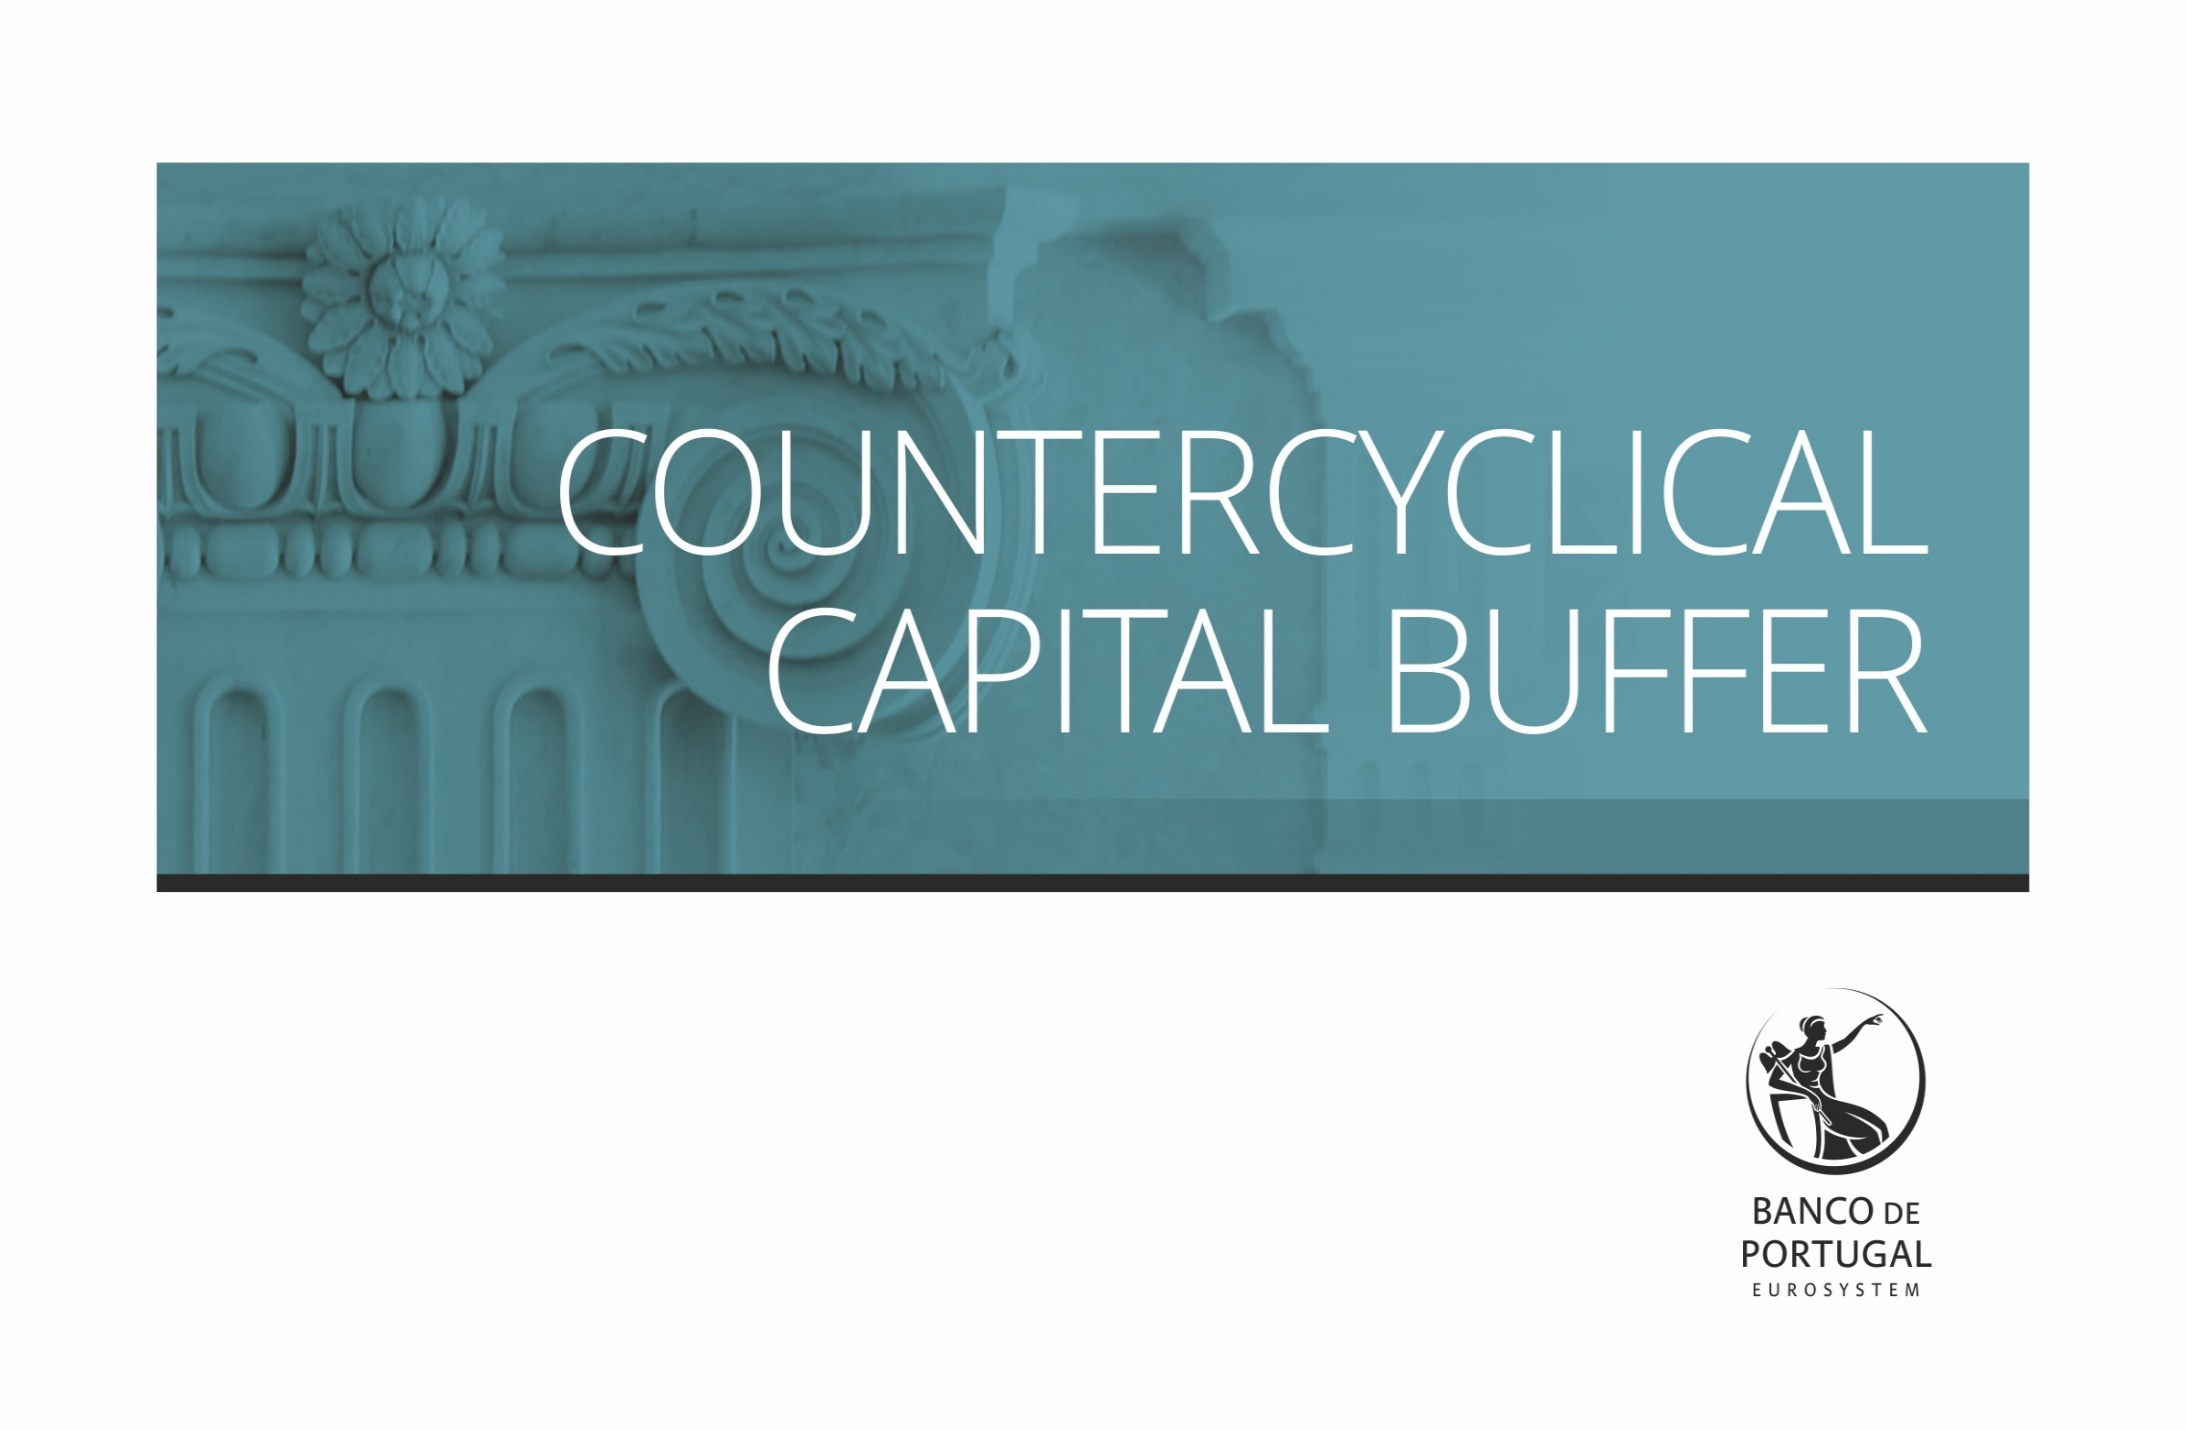 COUNTERCYCLICAL
CAPITAL BUFFER
BANCO DE
PORTUGAL
EUROSYSTEM